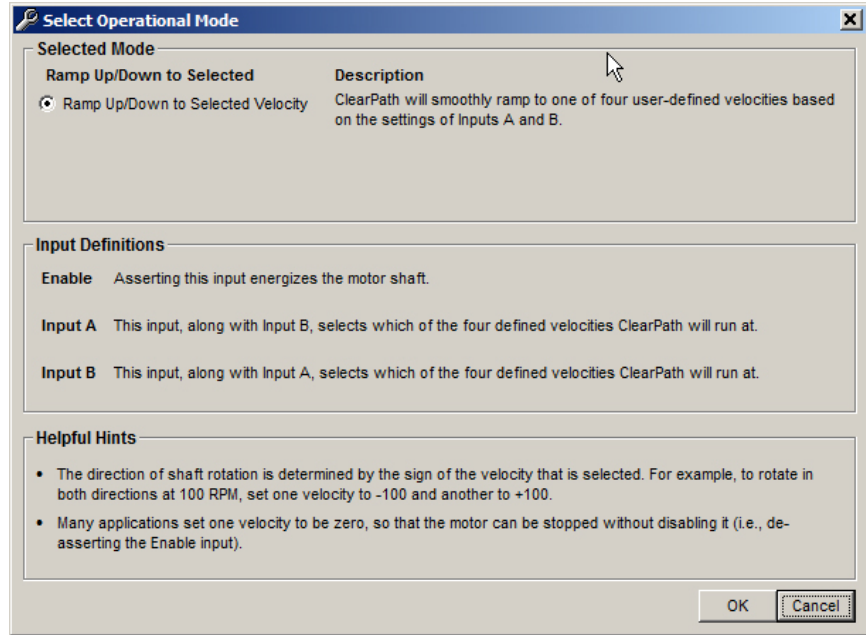 Select Operational Mode
Selected Mode
Ramp Up/Down to Selected
Description
Ramp Up/Down to Selected Velocity
ClearPath will smoothly ramp to one of four user-defined velocities based
on the settings of Inputs A and B.
Input Definitions
Enable Asserting this input energizes the motor shaft.
Input A This input, along with Input B, selects which of the four defined velocities ClearPath will run at.
Input B This input, along with Input A, selects which of the four defined velocities ClearPath will run at.
Helpful Hints
• The direction of shaft rotation is determined by the sign of the velocity that is selected. For example, to rotate in
both directions at 100 RPM, set one velocity to -100 and another to +100.
• Many applications set one velocity to be zero, so that the motor can be stopped without disabling it (i.e., de-
asserting the Enable input).
OK Cancel